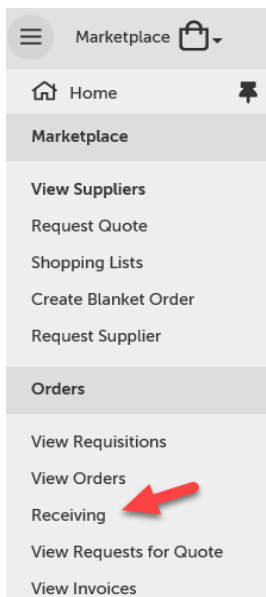 Marketplace
Home
Marketplace
View Suppliers
Request Quote
Shopping Lists
Create Blanket Order
Request Supplier
Orders
View Requisitions
View Orders
Receiving
View Requests for Quote
View Invoices